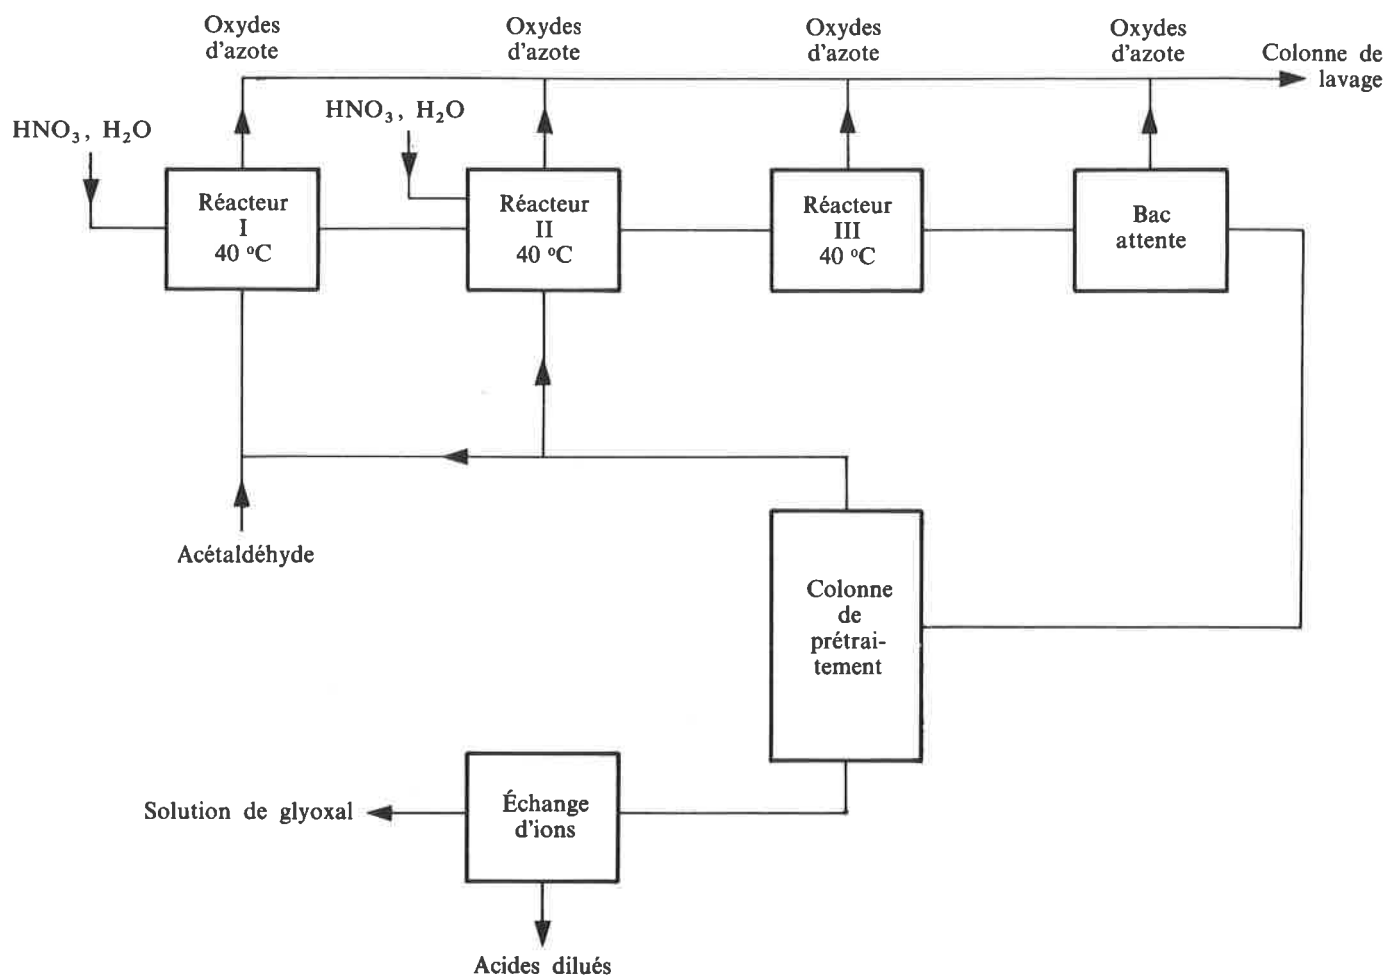 Oxydes
d'azote
Oxydes
d'azote
Oxydes
d'azote
Oxydes
d'azote
Colonne de
lavage
HNO₃, H₂O
HNO₃, H₂O
Réacteur
I
40 °C
Réacteur
II
40 °C
Réacteur
III
40 °C
Bac
attente
Acétaldéhyde
Colonne
de
prétrai-
tement
Solution de glyoxal
Échange
d'ions
Acides dilués